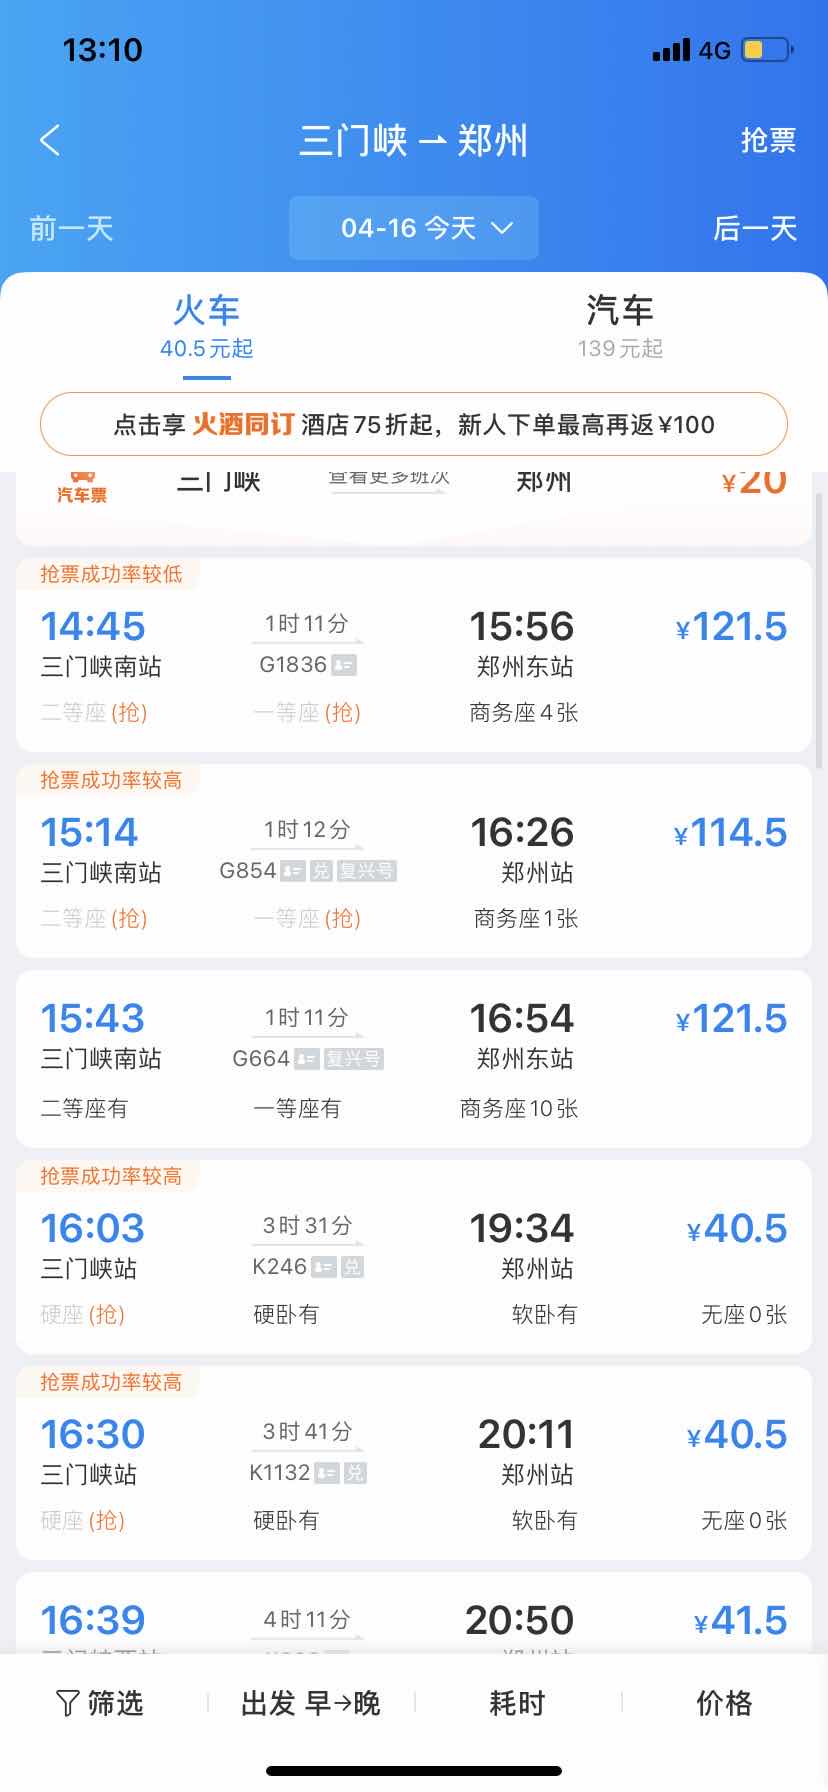 13:10
4G
三门峡⇀郑州
抢票
前一天
04-16 今天
后一天
火车
汽车
40.5元起
139元起
点击享 火酒同订 酒店75折起，新人下单最高再返¥100
汽车票
三门峡
查看更多班次
郑州
¥20
抢票成功率较低
14:45
1时11分
15:56
¥121.5
三门峡南站
G1836
郑州东站
二等座(抢)
一等座(抢)
商务座4张
抢票成功率较高
15:14
1时12分
16:26
¥114.5
三门峡南站
G854 兑 复兴号
郑州站
二等座(抢)
一等座(抢)
商务座1张
15:43
1时11分
16:54
¥121.5
三门峡南站
G664 复兴号
郑州东站
二等座有
一等座有
商务座10张
抢票成功率较高
16:03
3时31分
19:34
¥40.5
三门峡站
K246 兑
郑州站
硬座(抢)
硬卧有
软卧有
无座0张
抢票成功率较高
16:30
3时41分
20:11
¥40.5
三门峡站
K1132 兑
郑州站
硬座(抢)
硬卧有
软卧有
无座0张
16:39
4时11分
20:50
¥41.5
筛选
出发 早→晚
耗时
价格